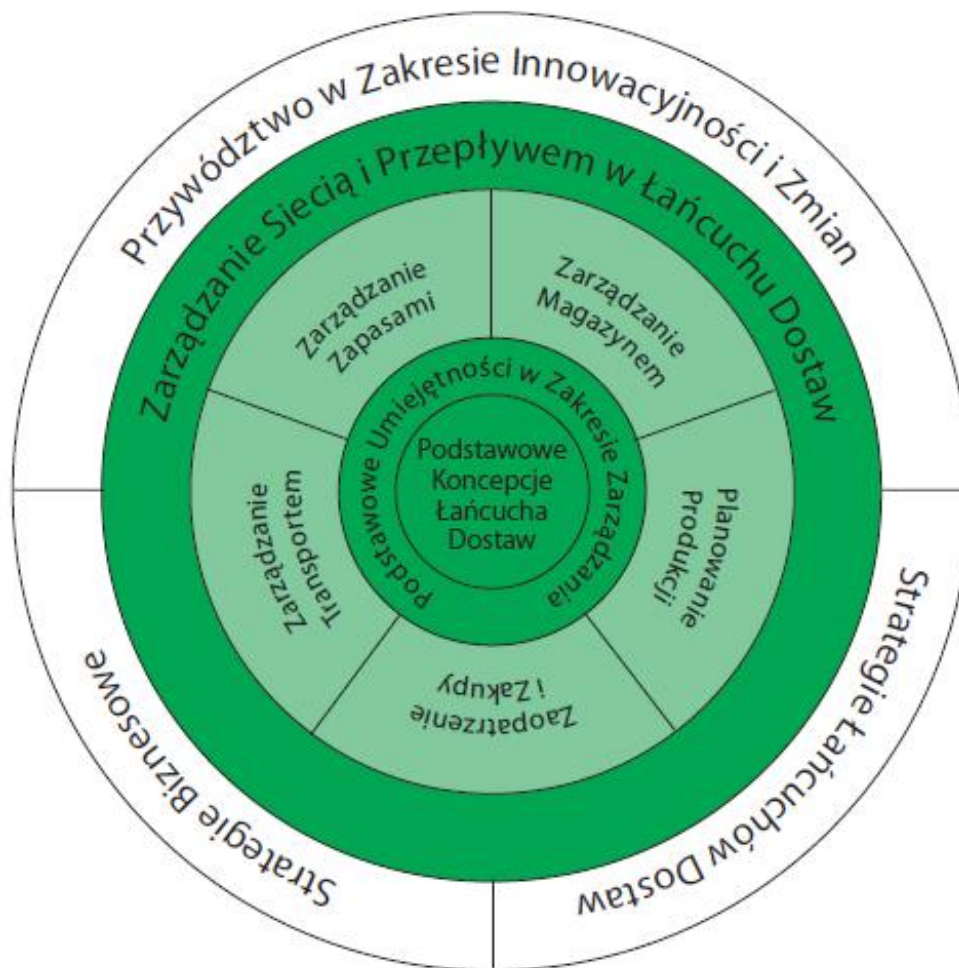 Przywództwo w Zakresie Innowacyjności i Zmian
Zarządzanie Siecią i Przepływem w Łańcuchu Dostaw
Zarządzanie
Zapasami
Zarządzanie
Magazynem
Podstawowe Umiejętności w Zakresie Zarządzania
Podstawowe
Koncepcje
Łańcucha
Dostaw
Zarządzanie
Transportem
Planowanie
Produkcji
Zaopatrzenie
i Zakupy
Strategie Biznesowe
Strategie Łańcuchów Dostaw